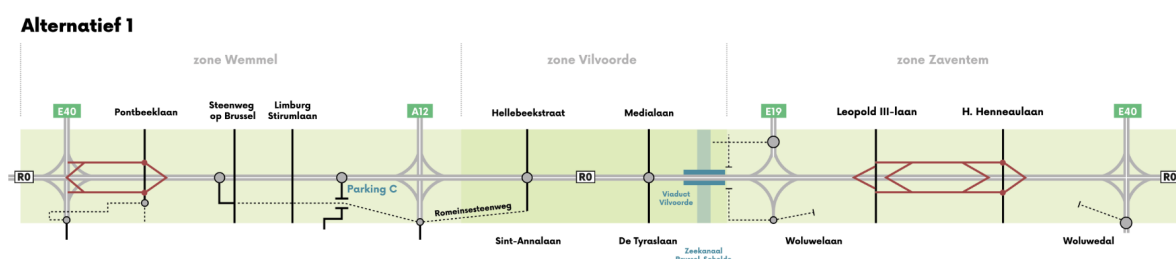 Alternatief 1
zone Wemmel
zone Vilvoorde
zone Zaventem
E40
Pontbeeklaan
Steenweg
op Brussel
Limburg
Stirumlaan
A12
Hellebeekstraat
Medialaan
E19
Leopold III-laan
H. Henneaulaan
E40
R0
Parking C
R0
R0
Viaduct
Vilvoorde
Romeinsesteenweg
Sint-Annalaan
De Tyraslaan
Woluwelaan
Woluwedal
Zeekanaal
Brussel-Schelde